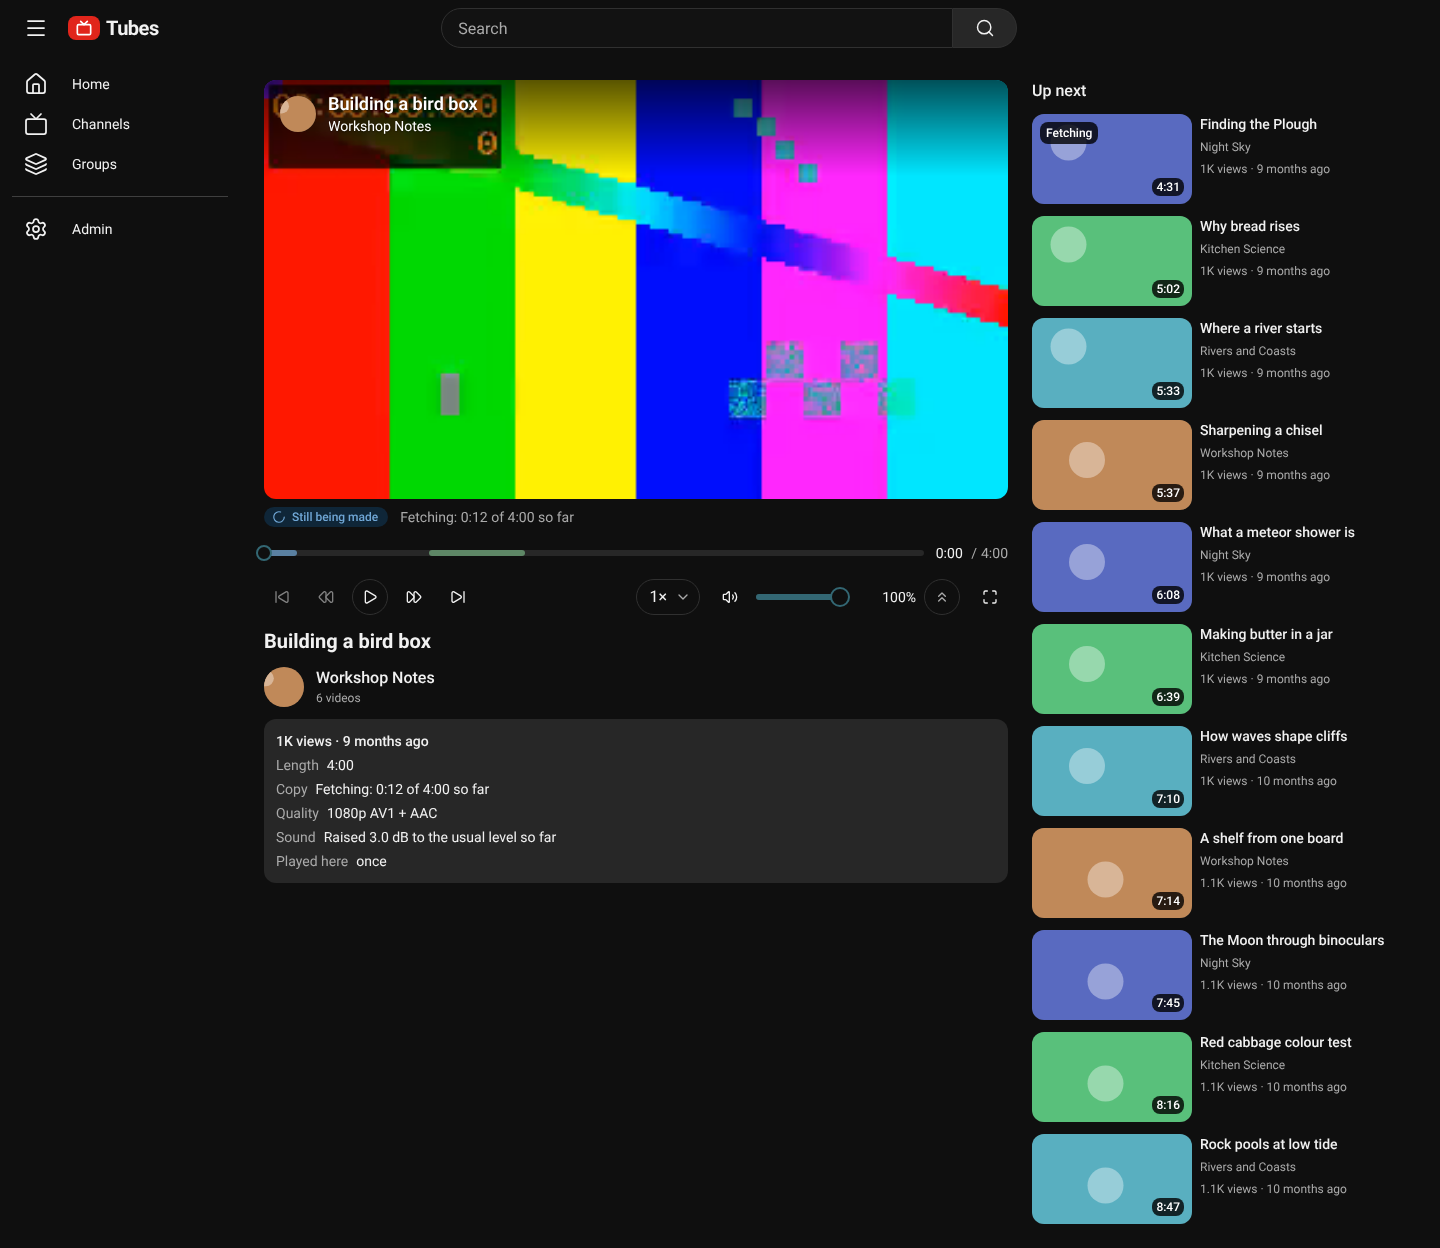 Tubes
Search
Home
Channels
Groups
Admin
Building a bird box
Workshop Notes
0
Still being made
Fetching: 0:12 of 4:00 so far
0:00 / 4:00
1×
100%
Building a bird box
Workshop Notes
6 videos
1K views · 9 months ago
Length 4:00
Copy Fetching: 0:12 of 4:00 so far
Quality 1080p AV1 + AAC
Sound Raised 3.0 dB to the usual level so far
Played here once
Up next
Fetching
4:31
Finding the Plough
Night Sky
1K views · 9 months ago
5:02
Why bread rises
Kitchen Science
1K views · 9 months ago
5:33
Where a river starts
Rivers and Coasts
1K views · 9 months ago
5:37
Sharpening a chisel
Workshop Notes
1K views · 9 months ago
6:08
What a meteor shower is
Night Sky
1K views · 9 months ago
6:39
Making butter in a jar
Kitchen Science
1K views · 9 months ago
7:10
How waves shape cliffs
Rivers and Coasts
1K views · 10 months ago
7:14
A shelf from one board
Workshop Notes
1.1K views · 10 months ago
7:45
The Moon through binoculars
Night Sky
1.1K views · 10 months ago
8:16
Red cabbage colour test
Kitchen Science
1.1K views · 10 months ago
8:47
Rock pools at low tide
Rivers and Coasts
1.1K views · 10 months ago